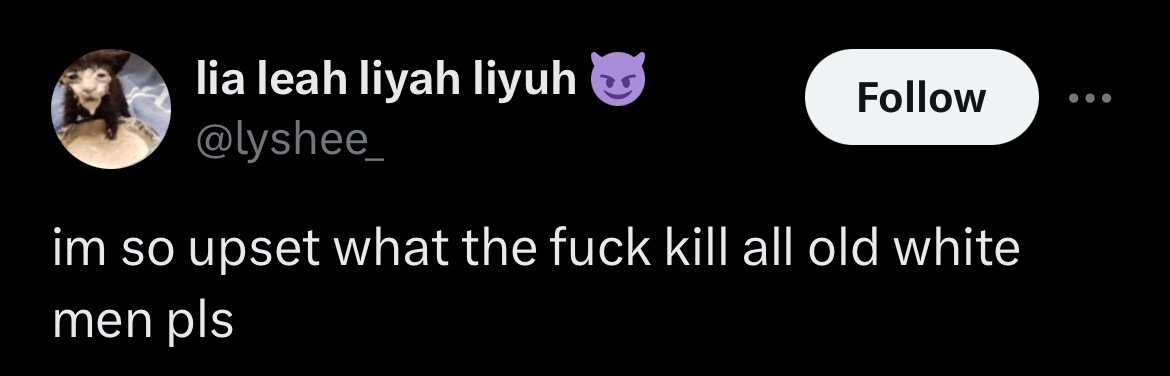 lia leah liyah liyuh 😈
@lyshee_
Follow
im so upset what the fuck kill all old white
men pls